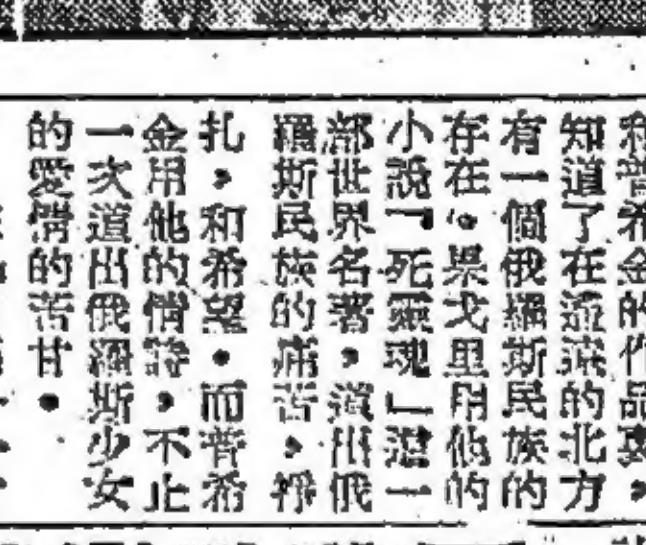 和普希金的作品裏，
知道了在遙遠的北方
有一個俄羅斯民族的
存在。果戈里用他的
小說「死靈魂」這一
部世界名著，道出俄
羅斯民族的痛苦，掙
扎，和希望。而普希
金用他的情詩，不止
一次道出俄羅斯少女
的愛情的苦甘。